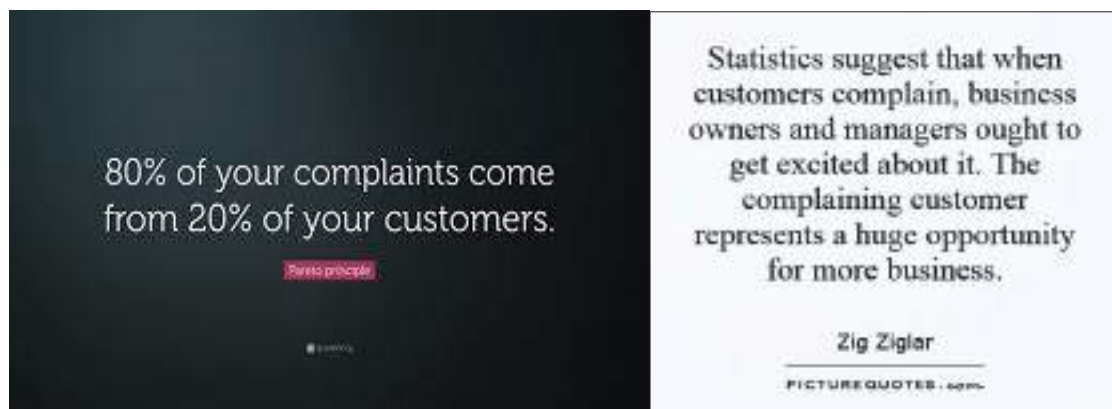 80% of your complaints come
from 20% of your customers.
Pareto principle
Statistics suggest that when
customers complain, business
owners and managers ought to
get excited about it. The
complaining customer
represents a huge opportunity
for more business.
Zig Ziglar
PICTUREQUOTES.com